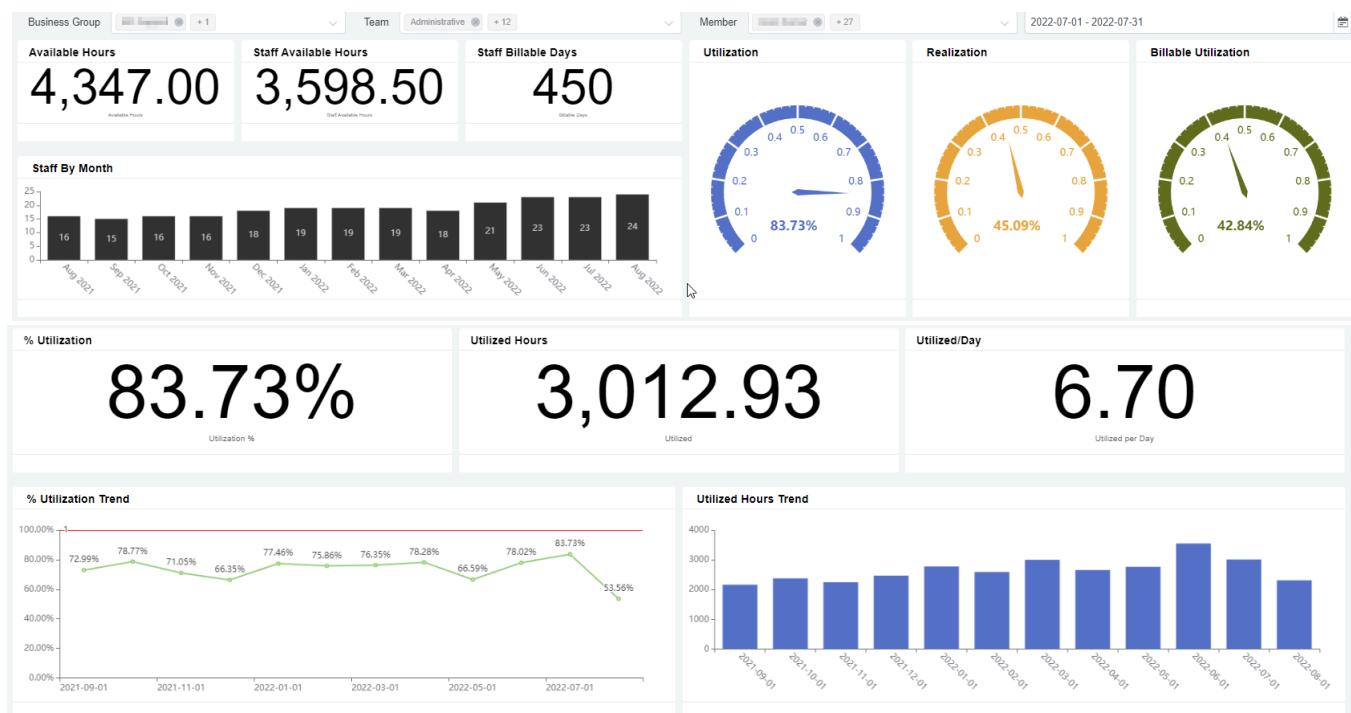 Business Group + 1 Team Administrative + 12 Member + 27 2022-07-01 - 2022-07-31
Available Hours Staff Available Hours Staff Billable Days Utilization Realization Billable Utilization
4,347.00 3,598.50 450
Available Hours Staff Available Hours Billable Days
0 0.1 0.2 0.3 0.4 0.5 0.6 0.7 0.8 0.9 1
83.73%
0 0.1 0.2 0.3 0.4 0.5 0.6 0.7 0.8 0.9 1
45.09%
0 0.1 0.2 0.3 0.4 0.5 0.6 0.7 0.8 0.9 1
42.84%
Staff By Month
25
20
15
10
5
0
16 15 16 16 18 19 19 19 18 21 23 23 24
Aug 2021 Sep 2021 Oct 2021 Nov 2021 Dec 2021 Jan 2022 Feb 2022 Mar 2022 Apr 2022 May 2022 Jun 2022 Jul 2022 Aug 2022
% Utilization Utilized Hours Utilized/Day
83.73% 3,012.93 6.70
Utilization % Utilized Utilized per Day
% Utilization Trend
100.00%
80.00%
60.00%
40.00%
20.00%
0.00%
1
72.99% 78.77% 71.05% 66.35% 77.46% 75.86% 76.35% 78.28% 66.59% 78.02% 83.73% 53.56%
2021-09-01 2021-11-01 2022-01-01 2022-03-01 2022-05-01 2022-07-01
Utilized Hours Trend
4000
3000
2000
1000
0
2021-09-01 2021-10-01 2021-11-01 2021-12-01 2022-01-01 2022-02-01 2022-03-01 2022-04-01 2022-05-01 2022-06-01 2022-07-01 2022-08-01